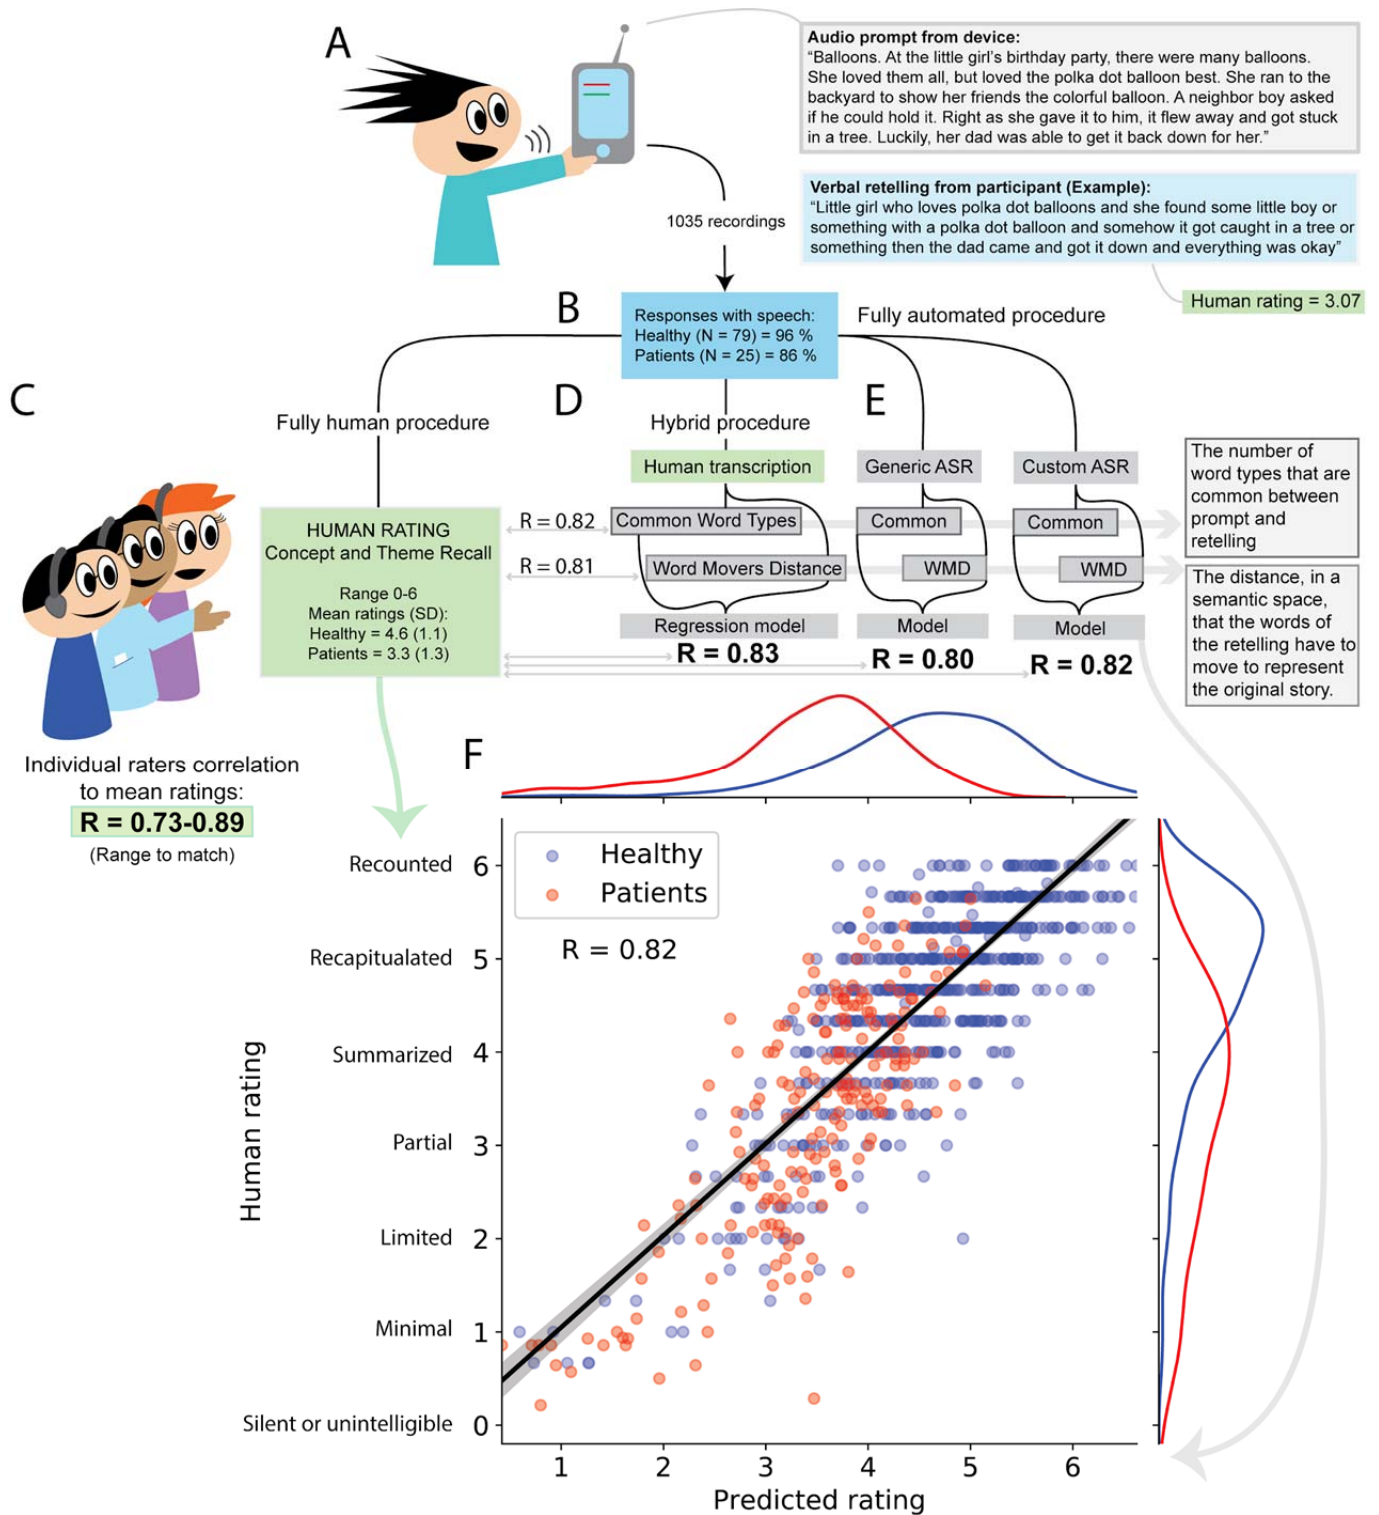 A
Audio prompt from device:
“Balloons. At the little girl’s birthday party, there were many balloons.
She loved them all, but loved the polka dot balloon best. She ran to the
backyard to show her friends the colorful balloon. A neighbor boy asked
if he could hold it. Right as she gave it to him, it flew away and got stuck
in a tree. Luckily, her dad was able to get it back down for her.”
Verbal retelling from participant (Example):
“Little girl who loves polka dot balloons and she found some little boy or
something with a polka dot balloon and somehow it got caught in a tree or
something then the dad came and got it down and everything was okay”
Human rating = 3.07
1035 recordings
B
Responses with speech:
Healthy (N = 79) = 96 %
Patients (N = 25) = 86 %
Fully automated procedure
C
Fully human procedure
HUMAN RATING
Concept and Theme Recall
Range 0-6
Mean ratings (SD):
Healthy = 4.6 (1.1)
Patients = 3.3 (1.3)
Individual raters correlation
to mean ratings:
R = 0.73-0.89
(Range to match)
D
Hybrid procedure
Human transcription
R = 0.82
Common Word Types
R = 0.81
Word Movers Distance
Regression model
R = 0.83
E
Generic ASR
Common
WMD
Model
R = 0.80
Custom ASR
Common
WMD
Model
R = 0.82
The number of
word types that are
common between
prompt and
retelling
The distance, in a
semantic space,
that the words of
the retelling have to
move to represent
the original story.
F
Healthy
Patients
R = 0.82
Human rating
Recounted 6
Recapitualated 5
Summarized 4
Partial 3
Limited 2
Minimal 1
Silent or unintelligible 0
1 2 3 4 5 6
Predicted rating